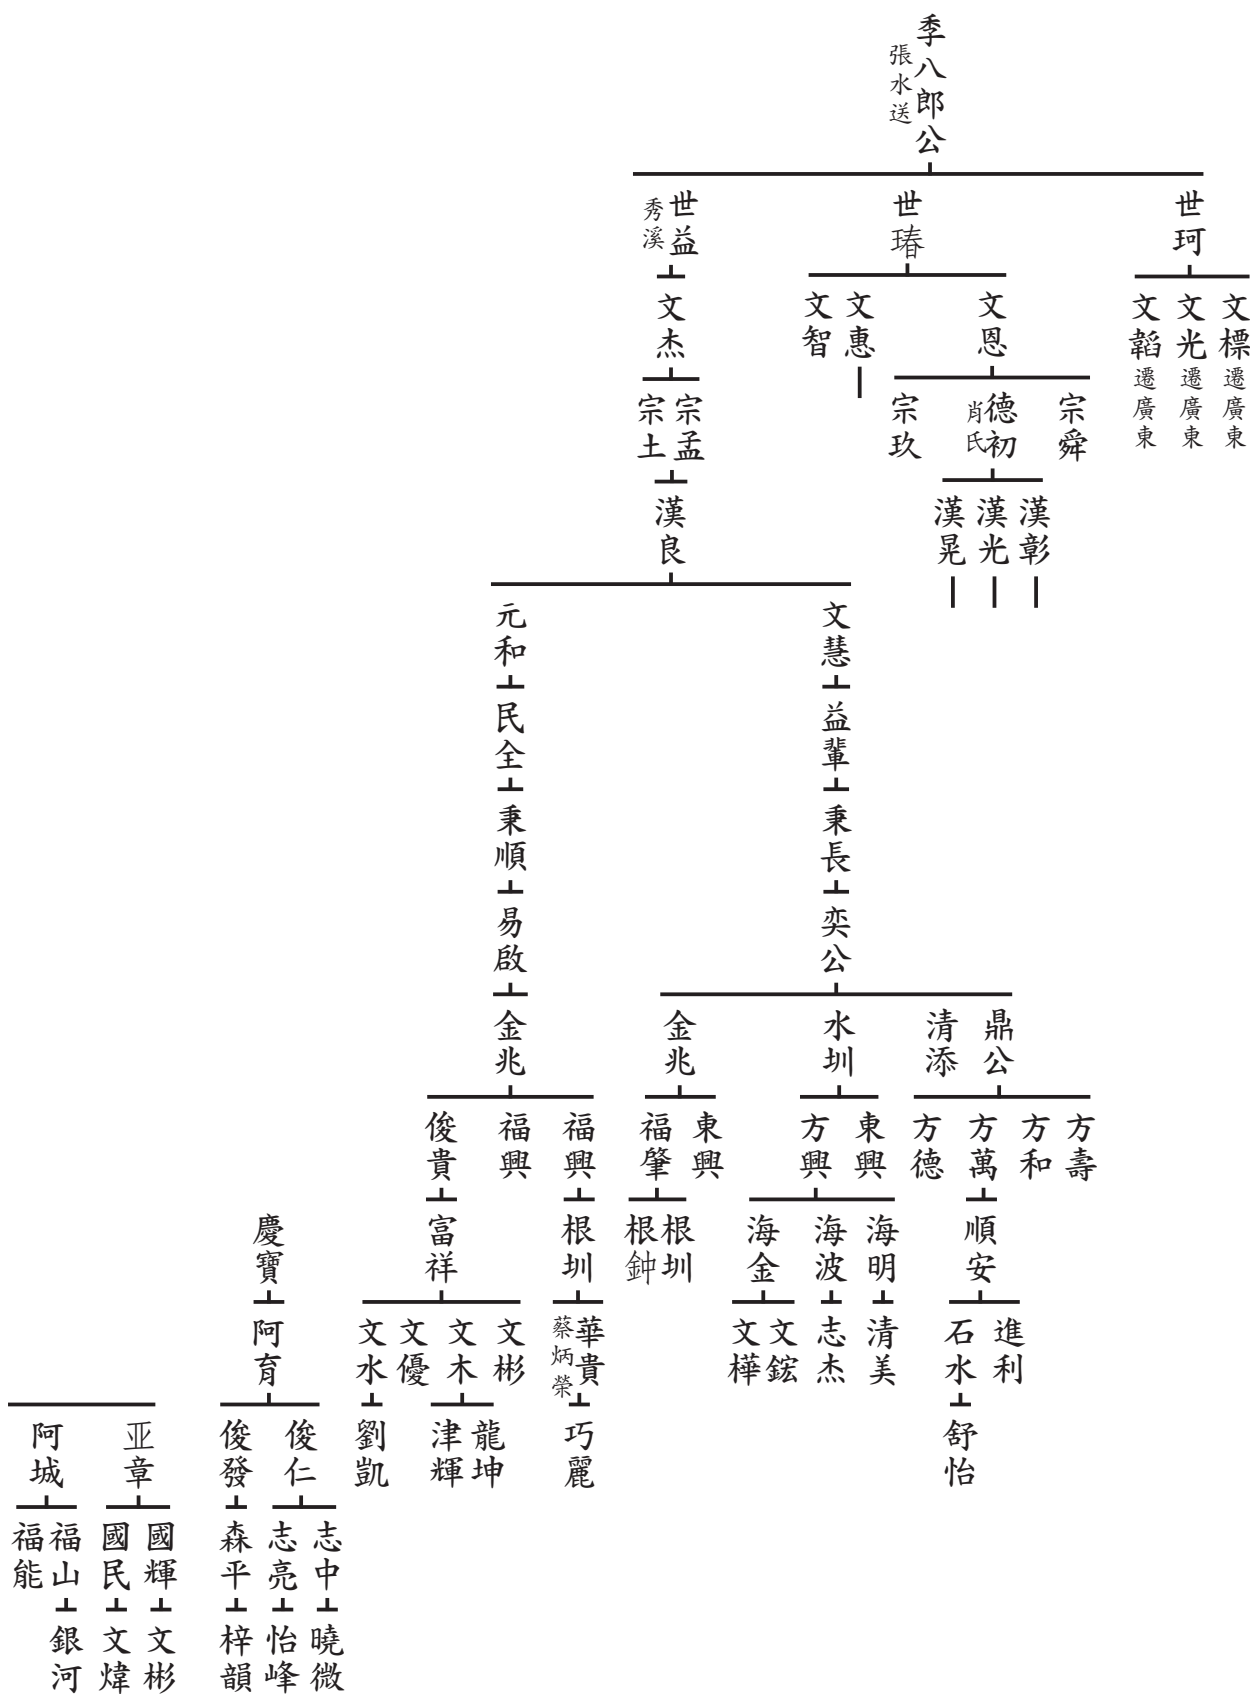 季八郎公
張水送
世珂
世瑃
世益
秀溪
文標
遷廣東
文光
遷廣東
文韜
遷廣東
文恩
文惠
文智
文杰
宗舜
德初
肖氏
宗玖
宗孟
宗土
漢彰
漢光
漢晃
漢良
文慧
元和
益輩
民全
秉長
秉順
奕公
易啟
鼎公
清添
水圳
金兆
金兆
方壽
方和
方萬
方德
東興
方興
東興
福肇
福興
福興
俊貴
順安
海明
海波
海金
根圳
根鈡
根圳
富祥
慶寶
進利
石水
清美
志杰
文鋐
文樺
華貴
蔡炳榮
文彬
文木
文優
文水
阿育
舒怡
巧麗
龍坤
津輝
劉凱
俊仁
俊發
亚章
阿城
志中
志亮
森平
國輝
國民
福山
福能
曉微
怡峰
梓韻
文彬
文煒
銀河